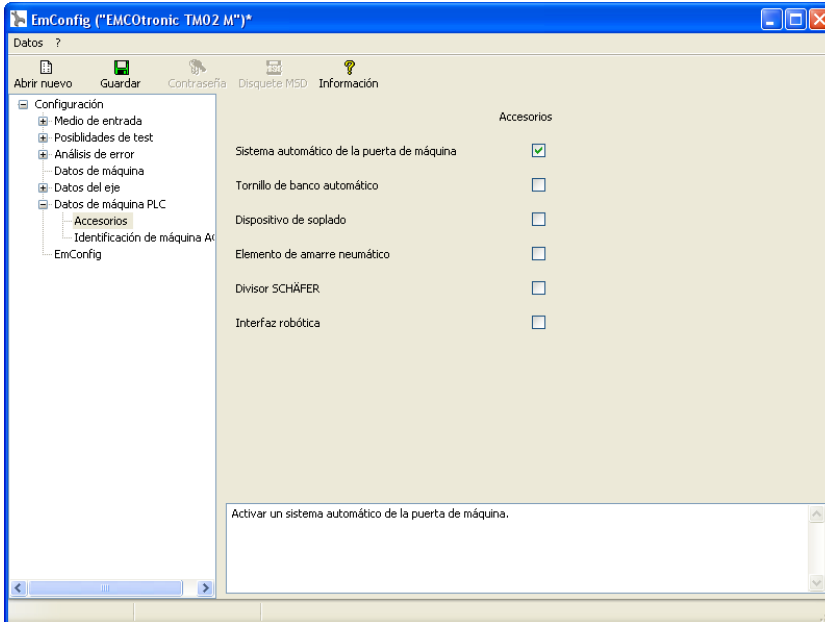 EmConfig ("EMCOtronic TM02 M")*
Datos ?
Abrir nuevo Guardar Contraseña Disquete MSD Información
Configuración
Medio de entrada
Posiblidades de test
Análisis de error
Datos de máquina
Datos del eje
Datos de máquina PLC
Accesorios
Identificación de máquina AC
EmConfig
Accesorios
Sistema automático de la puerta de máquina
Tornillo de banco automático
Dispositivo de soplado
Elemento de amarre neumático
Divisor SCHÄFER
Interfaz robótica
Activar un sistema automático de la puerta de máquina.